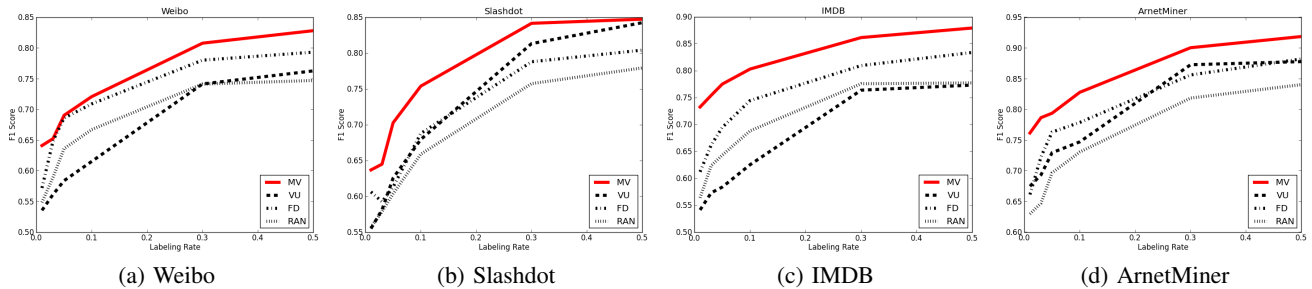 Weibo
0.85
0.80
0.75
0.70
0.65
0.60
0.55
0.50
F1 Score
0.0 0.1 0.2 0.3 0.4 0.5
Labeling Rate
MV
VU
FD
RAN
(a) Weibo
Slashdot
0.85
0.80
0.75
0.70
0.65
0.60
0.55
0.50
F1 Score
0.0 0.1 0.2 0.3 0.4 0.5
Labeling Rate
MV
VU
FD
RAN
(b) Slashdot
IMDB
0.90
0.85
0.80
0.75
0.70
0.65
0.60
0.55
0.50
F1 Score
0.0 0.1 0.2 0.3 0.4 0.5
Labeling Rate
MV
VU
FD
RAN
(c) IMDB
ArnetMiner
0.95
0.90
0.85
0.80
0.75
0.70
0.65
0.60
F1 Score
0.0 0.1 0.2 0.3 0.4 0.5
Labeling Rate
MV
VU
FD
RAN
(d) ArnetMiner